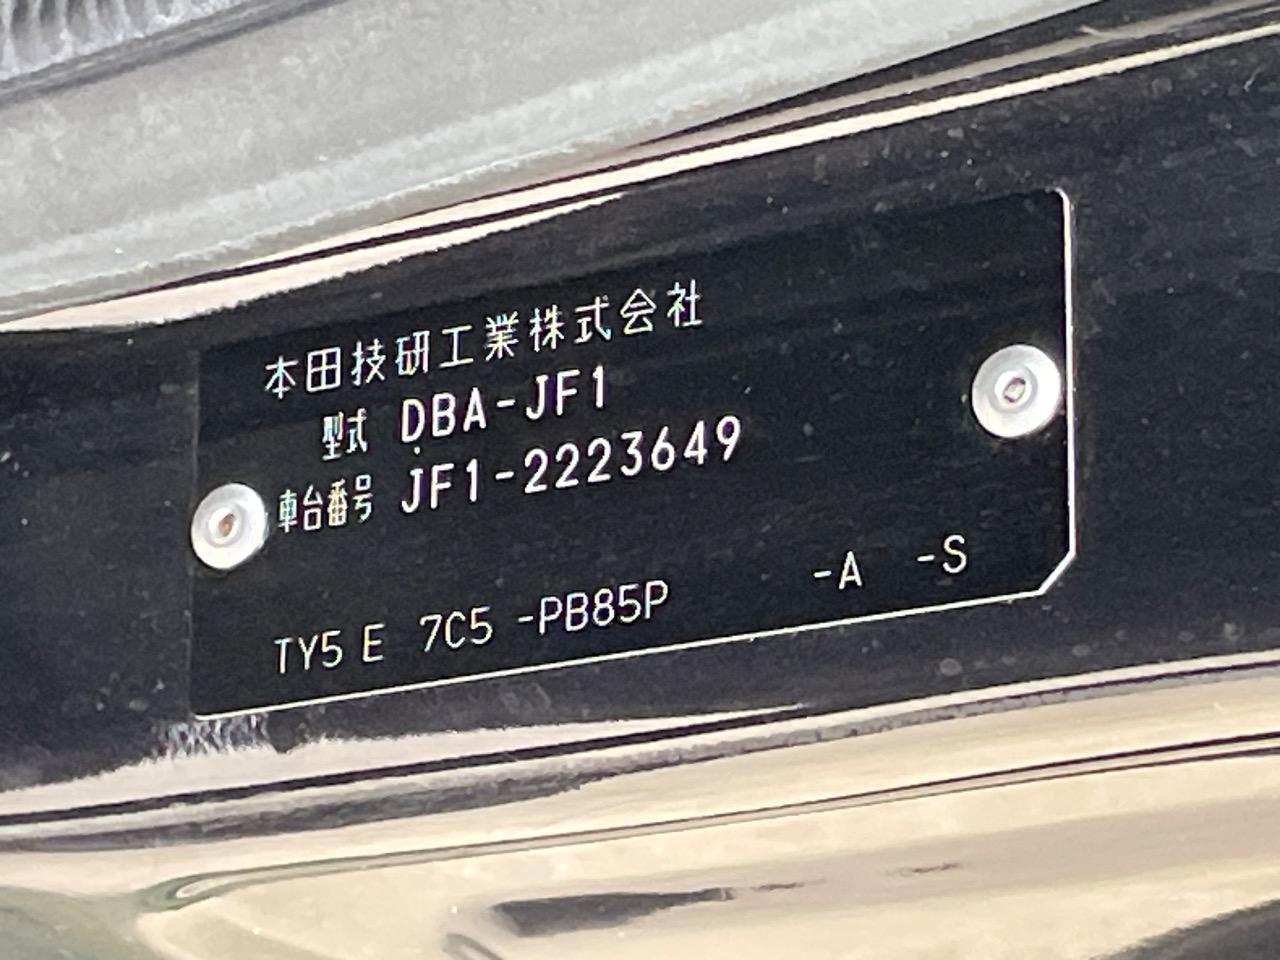 本田技研工業株式会社
型式 DBA-JF1
車台番号 JF1-2223649
TY5 E 7C5 -PB85P -A -S